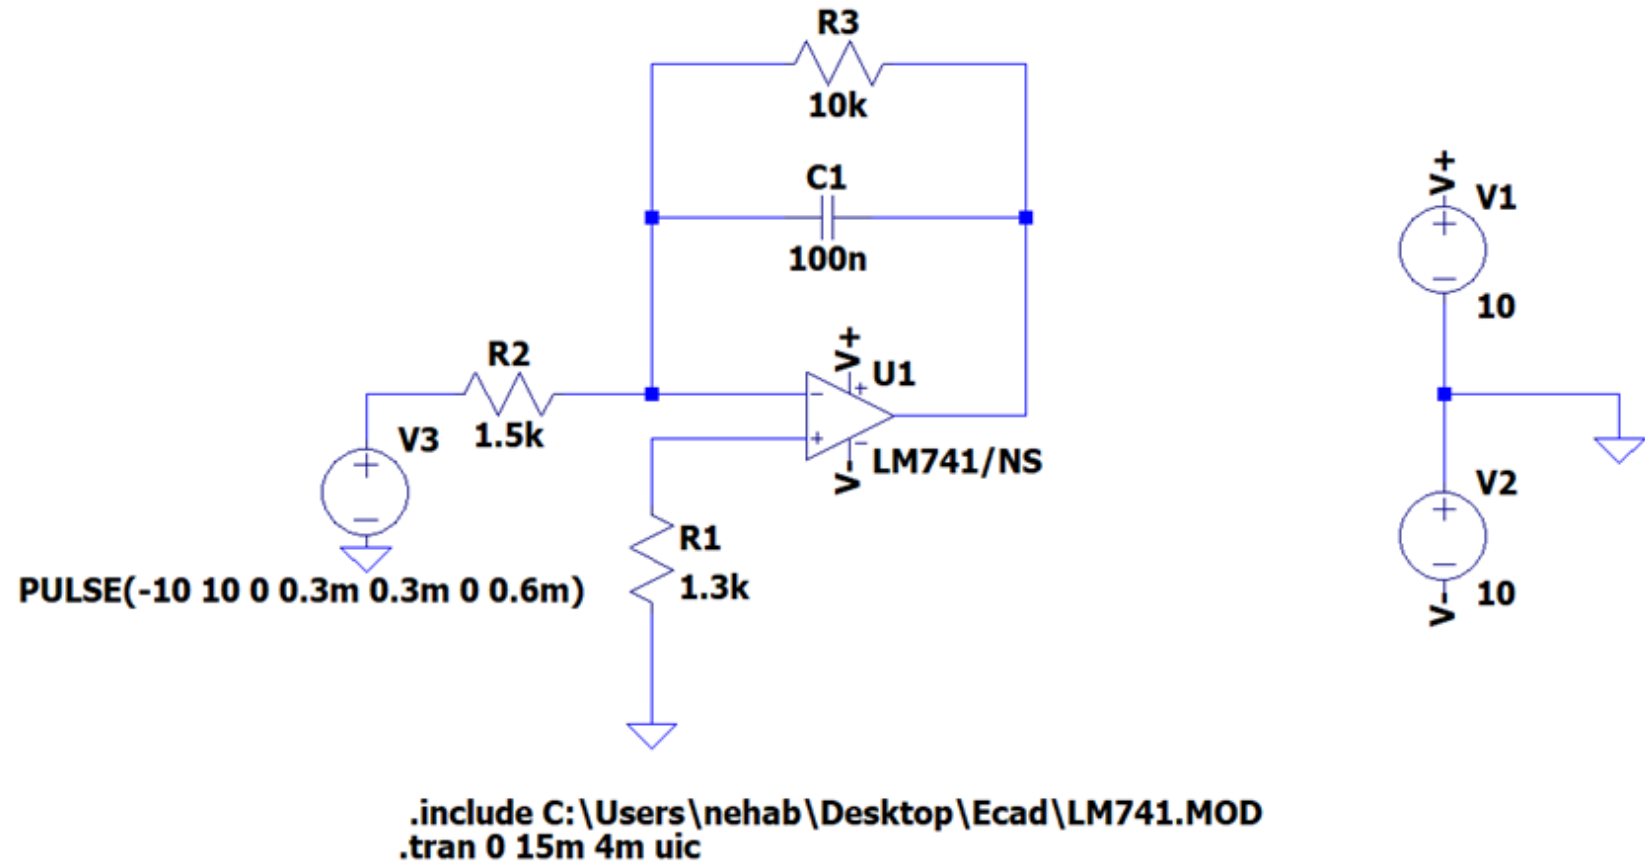 R3
10k
C1
100n
V+
V1
10
R2
1.5k
V+
U1
V3
LM741/NS
V-
V2
10
V-
R1
1.3k
PULSE(-10 10 0 0.3m 0.3m 0 0.6m)
.include C:\Users\nehab\Desktop\Ecad\LM741.MOD
.tran 0 15m 4m uic